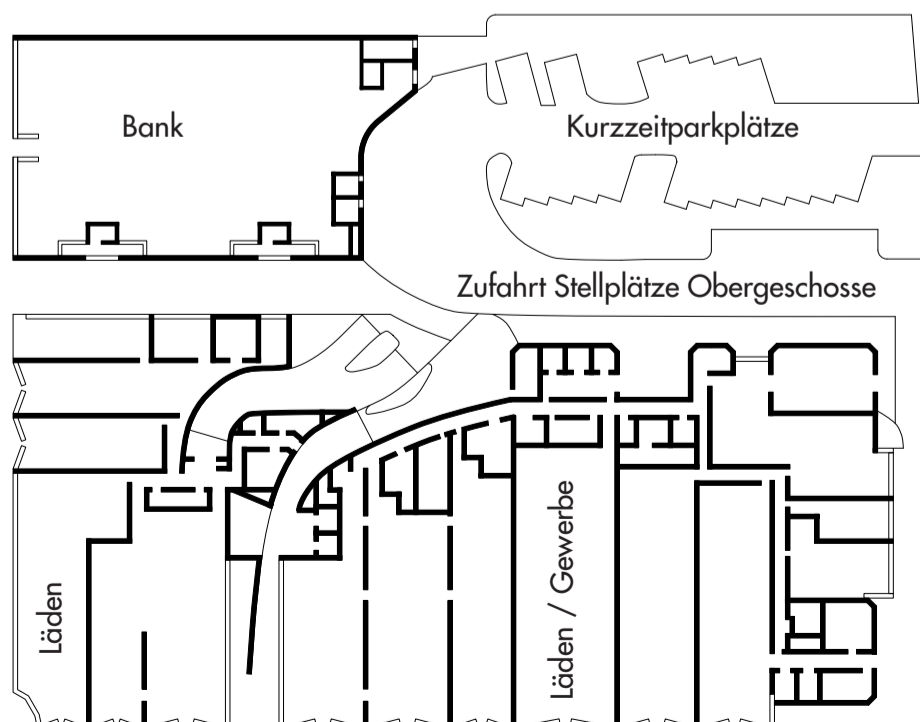 Bank
Kurzzeitparkplätze
Zufahrt Stellplätze Obergeschosse
Läden
Läden / Gewerbe